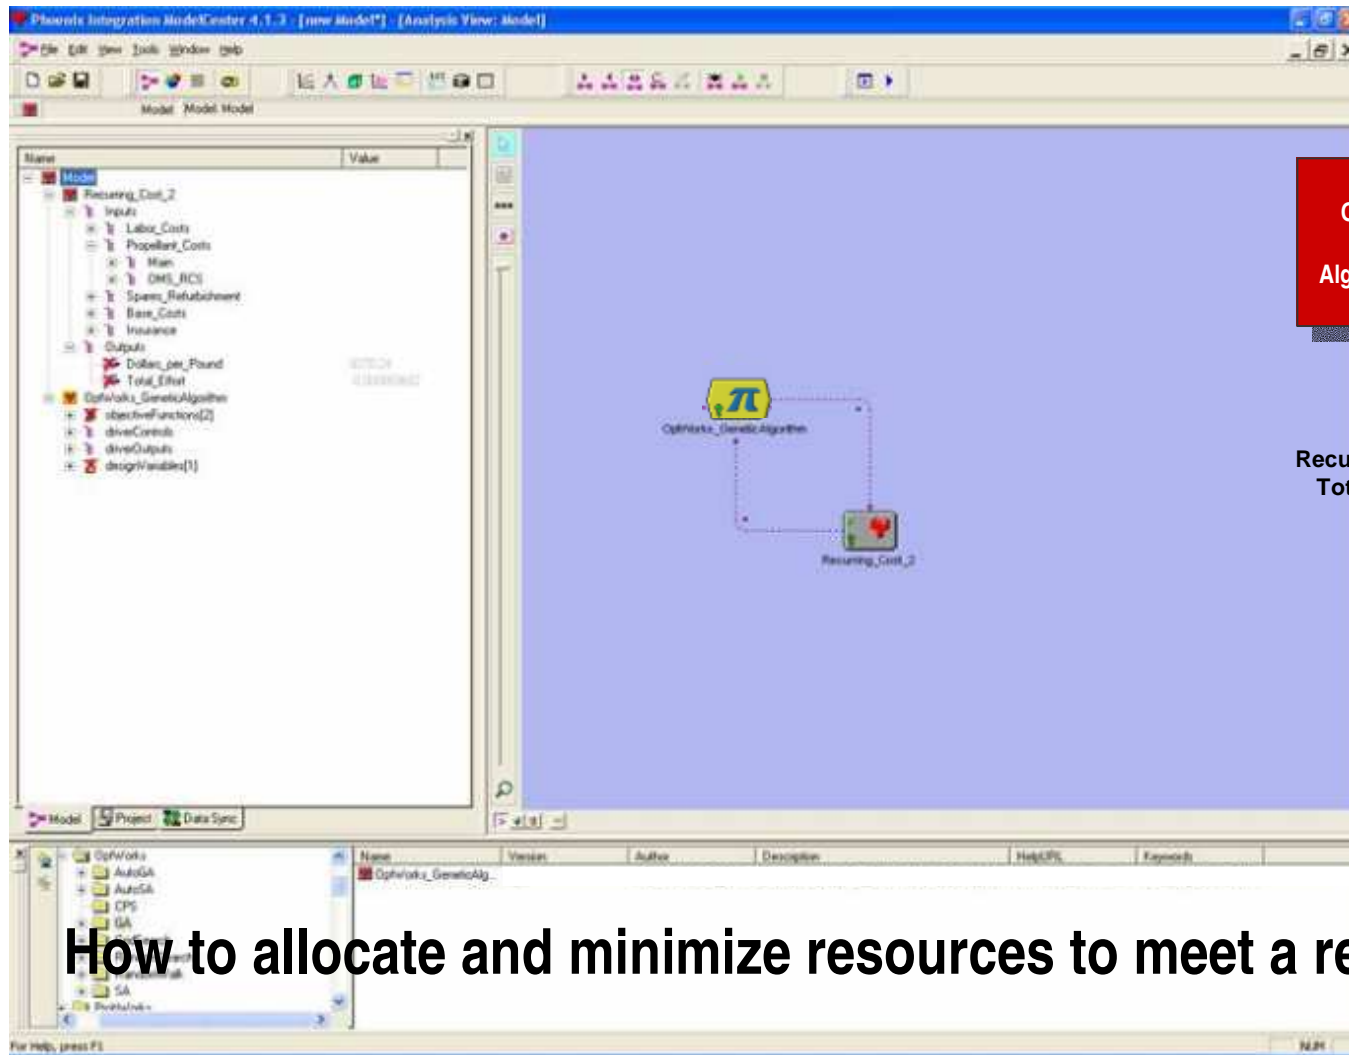 Phoenix Integration ModelCenter 4.1.3 - [new Model*] - [Analysis View: Model]
File Edit View Tools Window Help
Model Model Model
Name Value
Model
Recurring_Cost_2
Inputs
Labor_Costs
Propellant_Costs
Main
OMS_RCS
Spares_Refurbishment
Base_Costs
Insurance
Outputs
Dollars_per_Pound
Total_Effort
OptWorks_GeneticAlgorithm
objectiveFunctions[2]
driverControls
driverOutputs
designVariables[1]
Model Project Data Sync
π
OptWorks_GeneticAlgorithm
Recurring_Cost_2
C
Alg
Recu
Tot
OptWorks
AutoGA
AutoSA
CPS
GA
SA
Name Version Author Description HelpURL Keywords
OptWorks_GeneticAlg...
How to allocate and minimize resources to meet a re
For Help, press F1
NUM